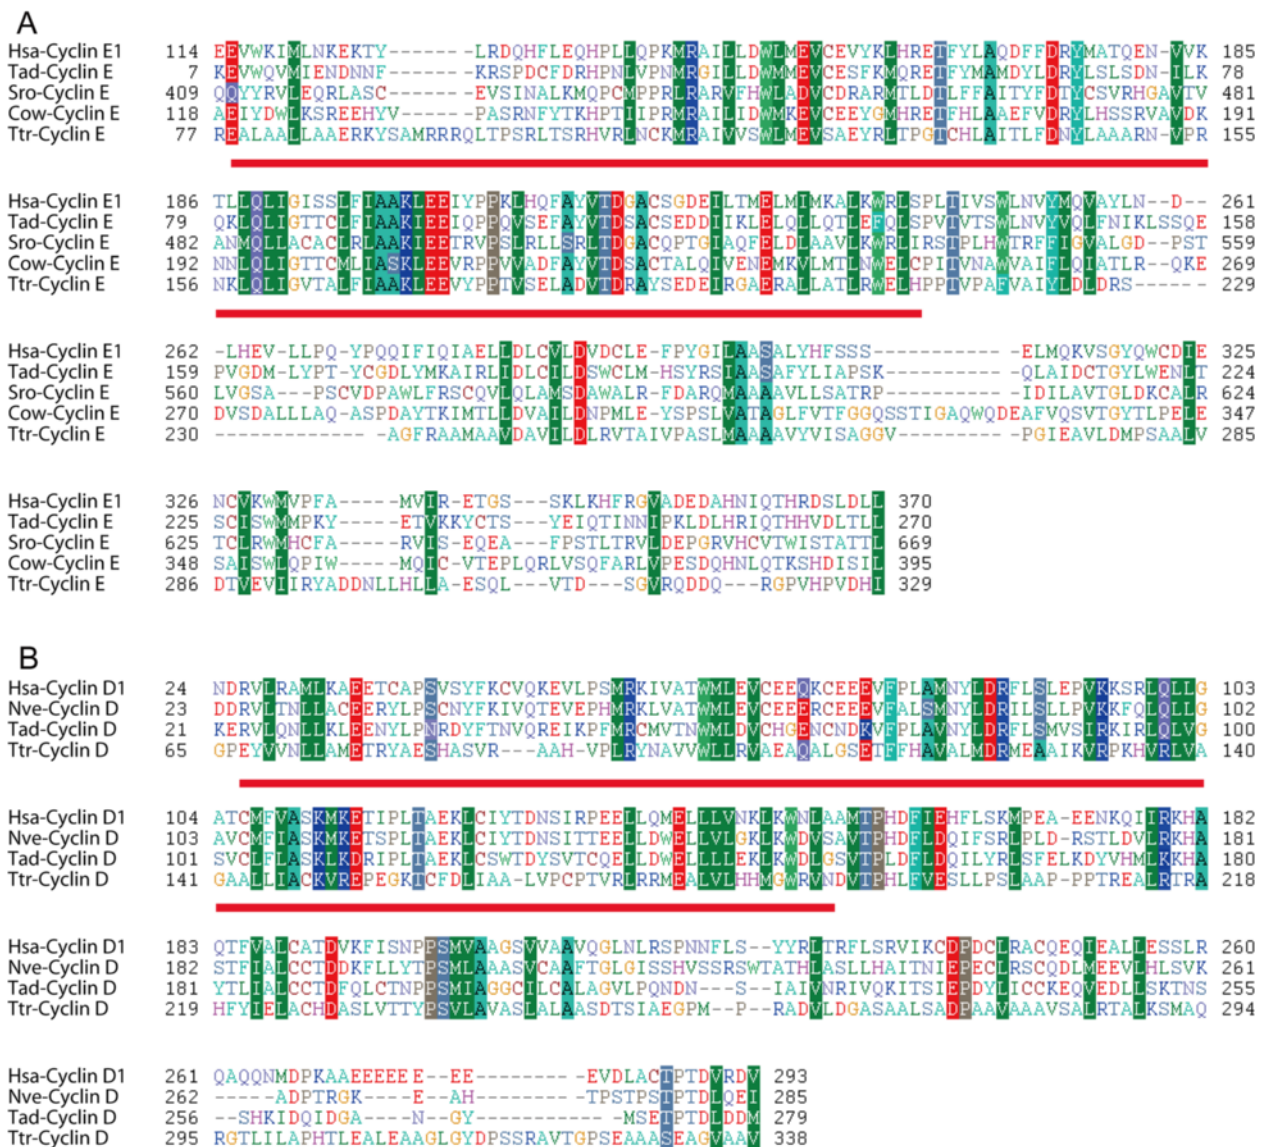 A
Hsa-Cyclin E1 114 EEVWKIMLNKEKTY-------LRDQHFLEQHPLLQPKMRAILLDWLMEVCEVYKLHRETFYLAQDFFDRYMATQEN-VVK 185
Tad-Cyclin E 7 KEVWQVMIENDNNF-------KRSPDCFDRHPNLVPNMRGILLDWMMEVCESFKMQRETFYMAMDYLDRYLSLSDN-ILK 78
Sro-Cyclin E 409 QQYYRVLEQRLASC-------EVSINALKMQPCMPPRLRARVFHWLADVCDRARMTLDTLFFAITYFDTYCSVRHGAVTV 481
Cow-Cyclin E 118 AEIYDWLKSREEHYV------PASRNFYTKHPTIIPRMRAILIDWMSEVCDKYRMHRETFHLAAEFVDRYLHSSRVAVDK 191
Ttr-Cyclin E 77 REALAALLAAERKYSAMRRRQLTPSRLTSRHVRLNCKMRAIVVSWLMEVSAEYRLTPGTCHLAITLFDNYLAAARN-VPR 155
Hsa-Cyclin E1 186 TLLQLIGISSLFIAAKLEEIYPPKLHQFAYVTDGACSGDEILTMELMIMKALKWRLSPLTIVSWLNVYMQVAYLN--D-- 261
Tad-Cyclin E 79 QKLQLIGTTCLFIAAKLEEIQPPQVSEFAYVTDGACSEDDIIKLELQLLQTLEFQLSPVTVTSWLNVYVQLFNIKLSSQE 158
Sro-Cyclin E 482 ANMQLLACACLRLAAKIEETRVPSLRLLSRLTDGACQPTGIAQFELDLAAVLKWRLIRSTPLHWTRFFIGVALGD--PST 559
Cow-Cyclin E 192 NNLQLIGTTCMLIASKLEEVRPPVVADFAYVTDSACTALQIVENEMKVLMTLNWELCPITVNAWVAIFLQIATLR--QKE 269
Ttr-Cyclin E 156 NKLQLIGVTALFIAAKLEEVYPPTVSELADVTDRAYSEDEIRGAERALLATLRWELHPPTVPAFVAIYLDLDRS------ 229
Hsa-Cyclin E1 262 -LHEV-LLPQ-YPQQIFIQIAELLDLCVLDVDCLE-FPYGILAASALYHFSSS------------ELMQKVSGYQWCDIE 325
Tad-Cyclin E 159 PVGDM-LYPT-YCGDLYMKAIRLIDLCILDSWCLM-HSYRSIAASAFYLIAPSK-----------QLAIDCTGYLWENLT 224
Sro-Cyclin E 560 LVGSA---PSCVDPAWLFRSCQVLQLAMSDAWALR-FDARQMAAAAVLLSATRP-----------IDILAVTGLDKCALR 624
Cow-Cyclin E 270 DVSDALLLAQ-ASPDAYTKIMTLLDVAILDNPMLE-YSPSLVATAGLFVTFGGQSSTIGAQWQDEAFVQSVTGYTLPELE 347
Ttr-Cyclin E 230 --------------AGFRAAMAAVDAVILDLRVTAIVPASLMAAAAVYVISAGGV----------PGIEAVLDMPSAALV 285
Hsa-Cyclin E1 326 NCVKWMVPFA-----MVIR-ETGS---SKLKHFRGVADEDAHNIQTHRDSLDLL 370
Tad-Cyclin E 225 SCISWMMPKY-----ETVKKYCTS---YEIQTINNIPKLDLHRIQTHHVDLTLL 270
Sro-Cyclin E 625 TCLRWMHCFA-----RVIS-EQEA---FPSTLTRVLDEPGRVHCVTWISTATTL 669
Cow-Cyclin E 348 SAISWLQPIW-----MQIC-VTEPLQRLVSQFARLVPESDQHNLQTKSHDISIL 395
Ttr-Cyclin E 286 DTVEVIIRYADDNLLHLLA-ESQL---VTD---SGVRQDDQ---RGPVHPVDHI 329
B
Hsa-Cyclin D1 24 NDRVLRAMLKAEETCAPSVSYFKCVQKEVLPSMRKIVATWMLEVCEEQKCEEEVFPLAMNYLDRFLSLEPVKKSRLQLLG 103
Nve-Cyclin D 23 DDRVLTNLLACEERYLPSCNYFKIVQTEVEPHMRKLVATWMLEVCEEERCEEEVFALSMNYLDRILSLLPVKKFQLQLLG 102
Tad-Cyclin D 21 KERVLQNLLKLEENYLPNRDYFTNVQREIKPFMRCMVTNWMLDVCHGENCNDKVFPLAVNYLDRFLSMVSIRKIRLQLVG 100
Ttr-Cyclin D 65 GPEYVVNLLAMETRYAESHASVR---AAH-VPLRYNAVVWLLRVAEAQALGSETFFHAVALMDRMEAAIKVRPKHVRLVA 140
Hsa-Cyclin D1 104 ATCMFVASKMKETIPLTAEKLCIYTDNSIRPEELLQMELLLVNKLKWNLAAMTPHDFIEHFLSKMPEA-EENKQIIRKHA 182
Nve-Cyclin D 103 AVCMFIASKLKETSPLTAEKLCIYTDNSITTEELLDWELLVLGKLKWDVSAVTPHDFLDQIFSRLPLD-RSTLDVIRKHA 181
Tad-Cyclin D 101 SVCLFLASKLKDRIPLTAEKLCSWTDYSVTCQELLDWELLLLEKLKWDLGSVTPLDFLDQILYRLSFELKDYVHMLKKHA 180
Ttr-Cyclin D 141 GAALLIACKVREPEGKTCFDLIAA-LVPCPTVRLRRMEALVLHHMGWRVNDVTPHLFVESLLPSLAAP-PPTREALRTRA 218
Hsa-Cyclin D1 183 QTFVALCATDVKFISNPPSMVAAGSVVAAVQGLNLRSPNNFLS--YYRLTRFLSRVIKCDPDCLRACQEQIEALLESSLR 260
Nve-Cyclin D 182 STFIALCCTDDKFLLYTPSMLAAASVCAAFTGLGISSHVSSRSWTATHLASLLHAITNIEPECLRSCQDLMEEVLHLSVK 261
Tad-Cyclin D 181 YTLIALCCTDFQLCTNPPSMIAGGCILCALAGVLPQNDN---S--IAIVNRIVQKITSIEPDYLICCKEQVEDLLSKTNS 255
Ttr-Cyclin D 219 HFYIELACHDASLVTTYPSVLAVASLALAASDTSIAEGPM--P--RADVLDGASAALSADPAAVAAAVSALRTALKSMAQ 294
Hsa-Cyclin D1 261 QAQQNMDPKAAEEEEEE--EE---------EVDLACTPTDVRDV 293
Nve-Cyclin D 262 -----ADPTRGK----E--AH---------TPSTPSTPTDLQEI 285
Tad-Cyclin D 256 --SHKIDQIDGA----N--GY------------MSETPTDLDDM 279
Ttr-Cyclin D 295 RGTLILAPHTLEALEAAGLGYDPSSRAVTGPSEAAASEAGVAAV 338